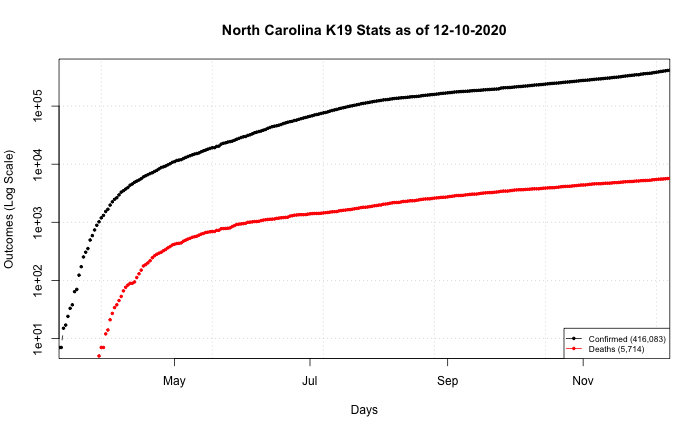 North Carolina K19 Stats as of 12-10-2020
Outcomes (Log Scale)
1e+05
1e+04
1e+03
1e+02
1e+01
Confirmed (416,083)
Deaths (5,714)
May Jul Sep Nov
Days